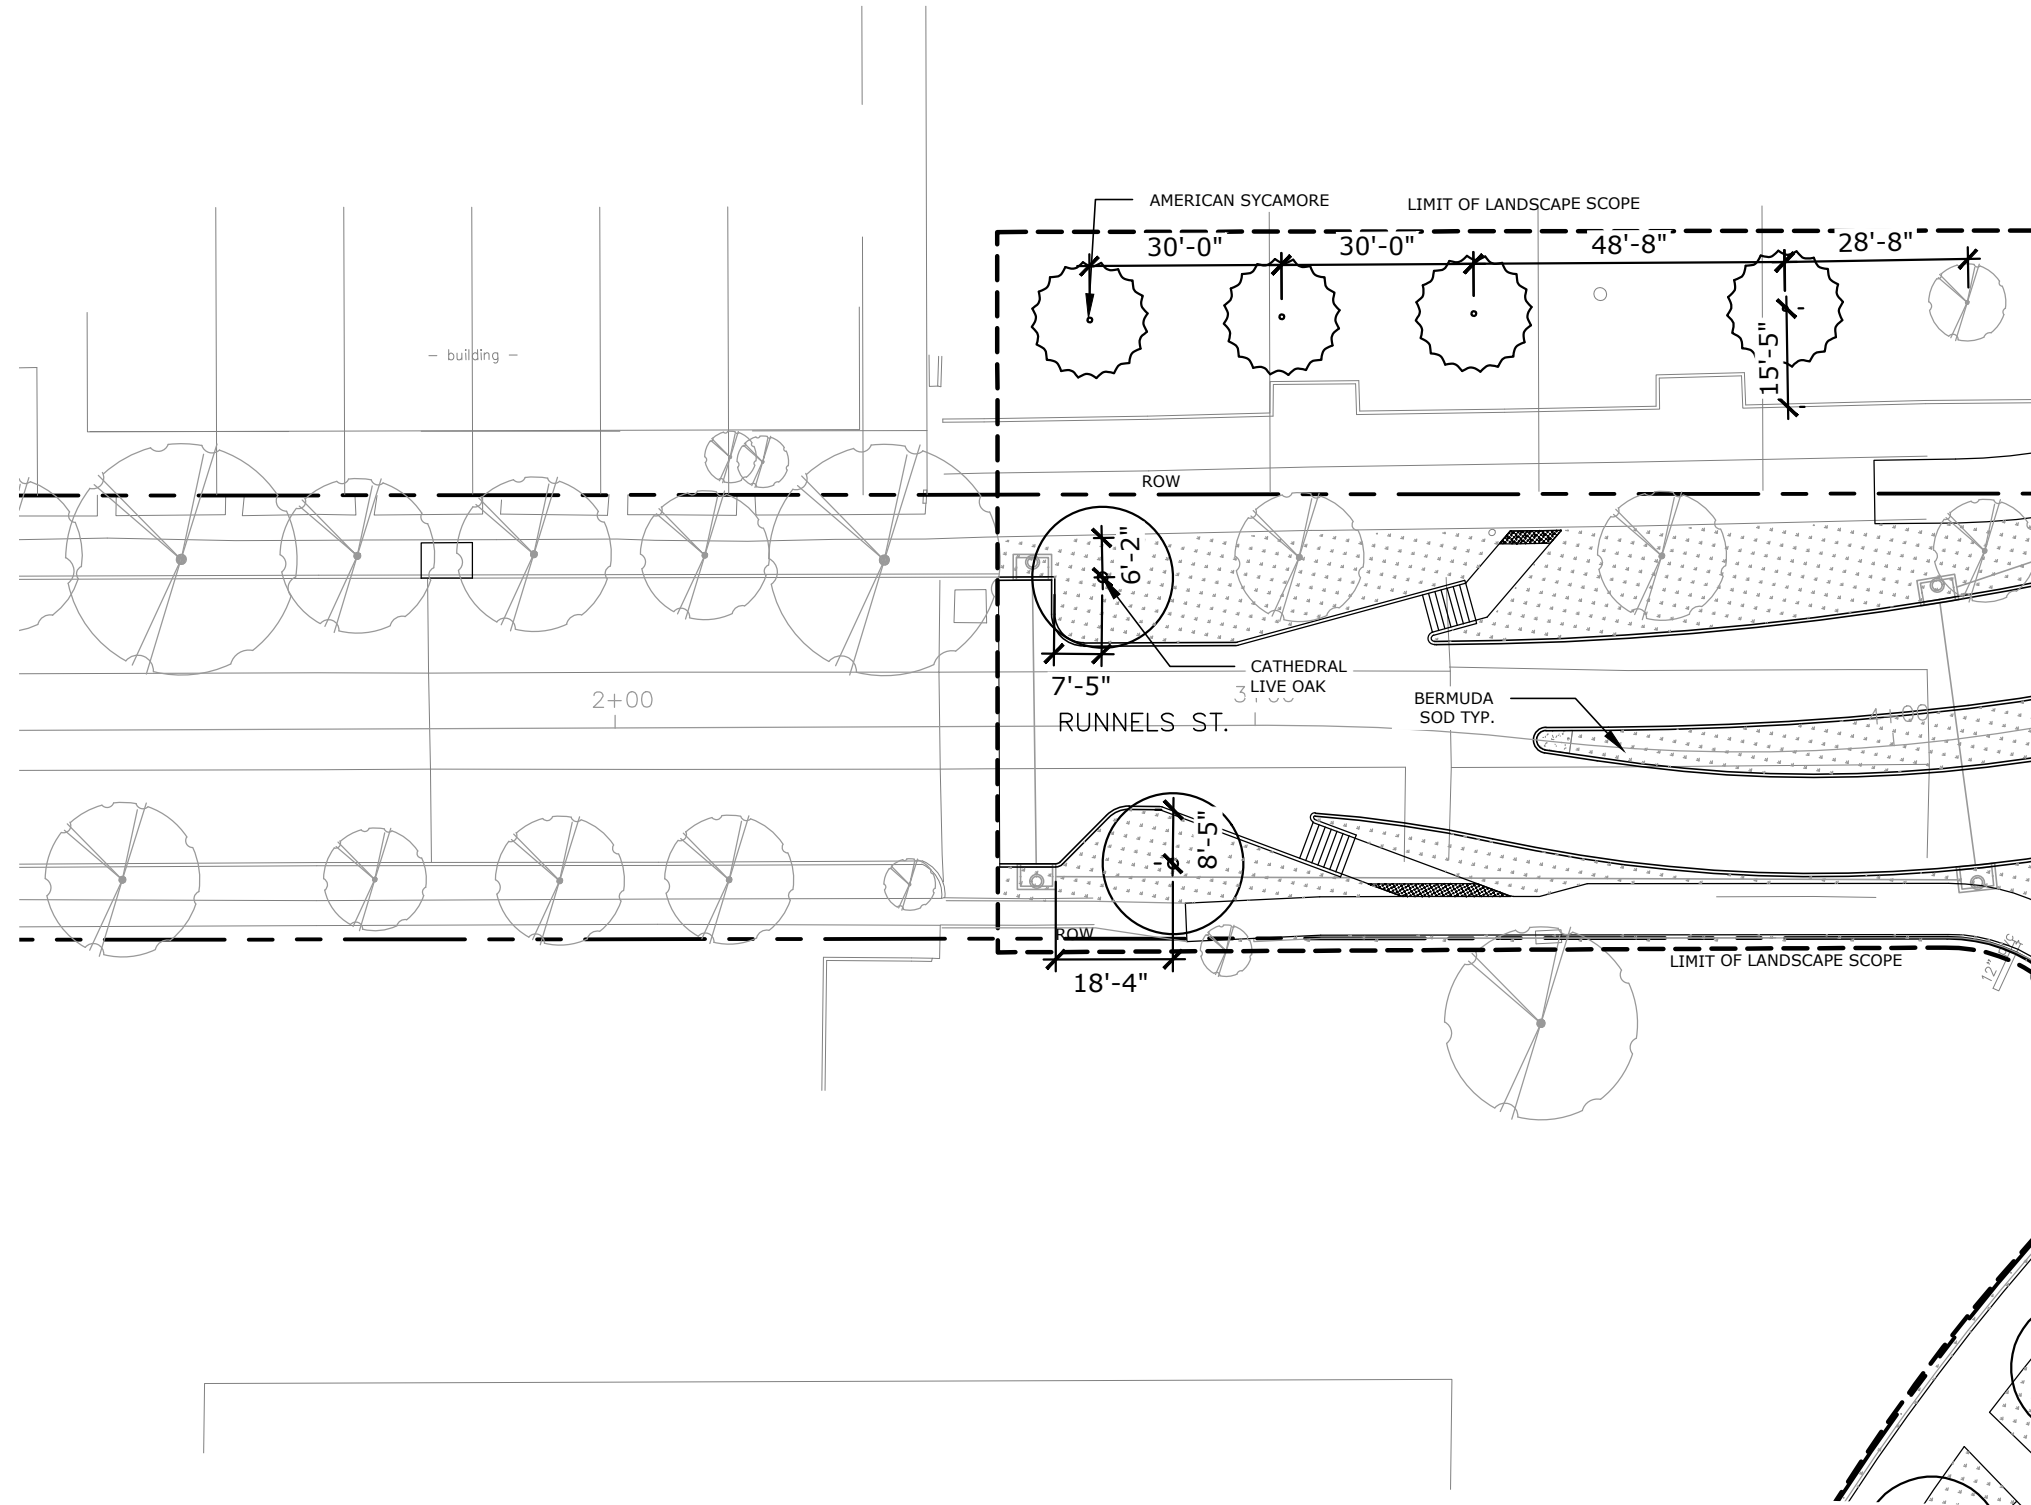 AMERICAN SYCAMORE
LIMIT OF LANDSCAPE SCOPE
30'-0"
30'-0"
48'-8"
28'-8"
15'-5"
- building -
ROW
6'-2"
CATHEDRAL
LIVE OAK
7'-5"
2+00
BERMUDA
SOD TYP.
4+00
RUNNELS ST.
8'-5"
ROW
18'-4"
LIMIT OF LANDSCAPE SCOPE
12"